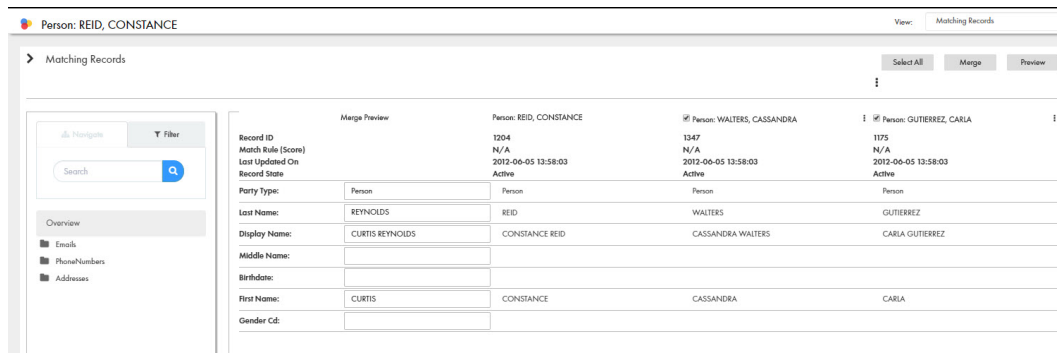 Person: REID, CONSTANCE
View: Matching Records
Matching Records
Select All Merge Preview
Navigate Filter
Search
Overview
Emails
PhoneNumbers
Addresses
Merge Preview Person: REID, CONSTANCE Person: WALTERS, CASSANDRA Person: GUTIERREZ, CARLA
Record ID 1204 1347 1175
Match Rule (Score) N/A N/A N/A
Last Updated On 2012-06-05 13:58:03 2012-06-05 13:58:03 2012-06-05 13:58:03
Record State Active Active Active
Party Type: Person Person Person Person
Last Name: REYNOLDS REID WALTERS GUTIERREZ
Display Name: CURTIS REYNOLDS CONSTANCE REID CASSANDRA WALTERS CARLA GUTIERREZ
Middle Name:
Birthdate:
First Name: CURTIS CONSTANCE CASSANDRA CARLA
Gender Cd: